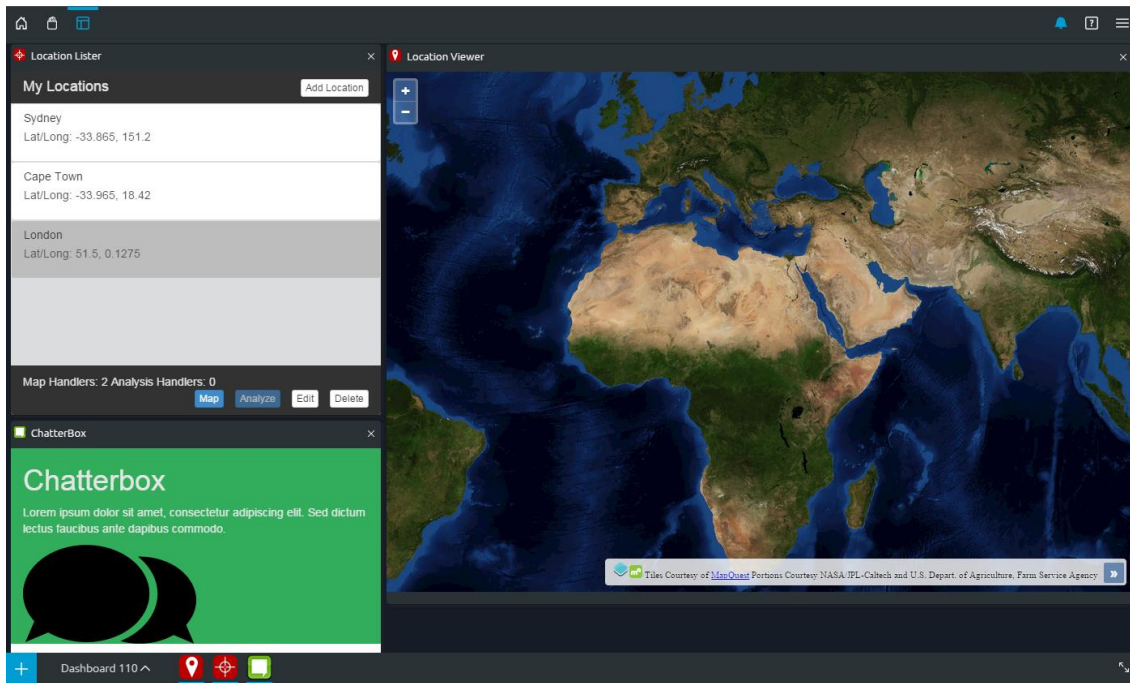 Location Lister
My Locations
Add Location
Sydney
Lat/Long: -33.865, 151.2
Cape Town
Lat/Long: -33.965, 18.42
London
Lat/Long: 51.5, 0.1275
Map Handlers: 2 Analysis Handlers: 0
Map Analyze Edit Delete
ChatterBox
Chatterbox
Lorem ipsum dolor sit amet, consectetur adipiscing elit. Sed dictum
lectus faucibus ante dapibus commodo.
Location Viewer
Tiles Courtesy of MapQuest Portions Courtesy NASA/JPL-Caltech and U.S. Depart. of Agriculture, Farm Service Agency
Dashboard 110